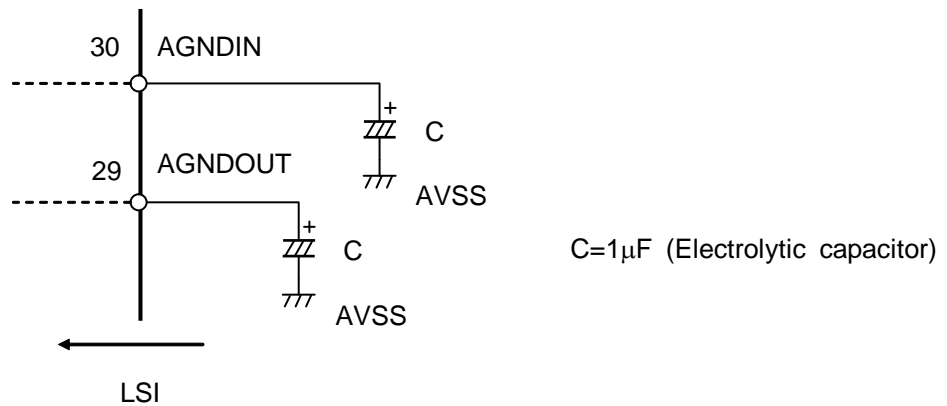 30 AGNDIN
+
C
AVSS
29 AGNDOUT
+
C
AVSS
C=1μF (Electrolytic capacitor)
LSI